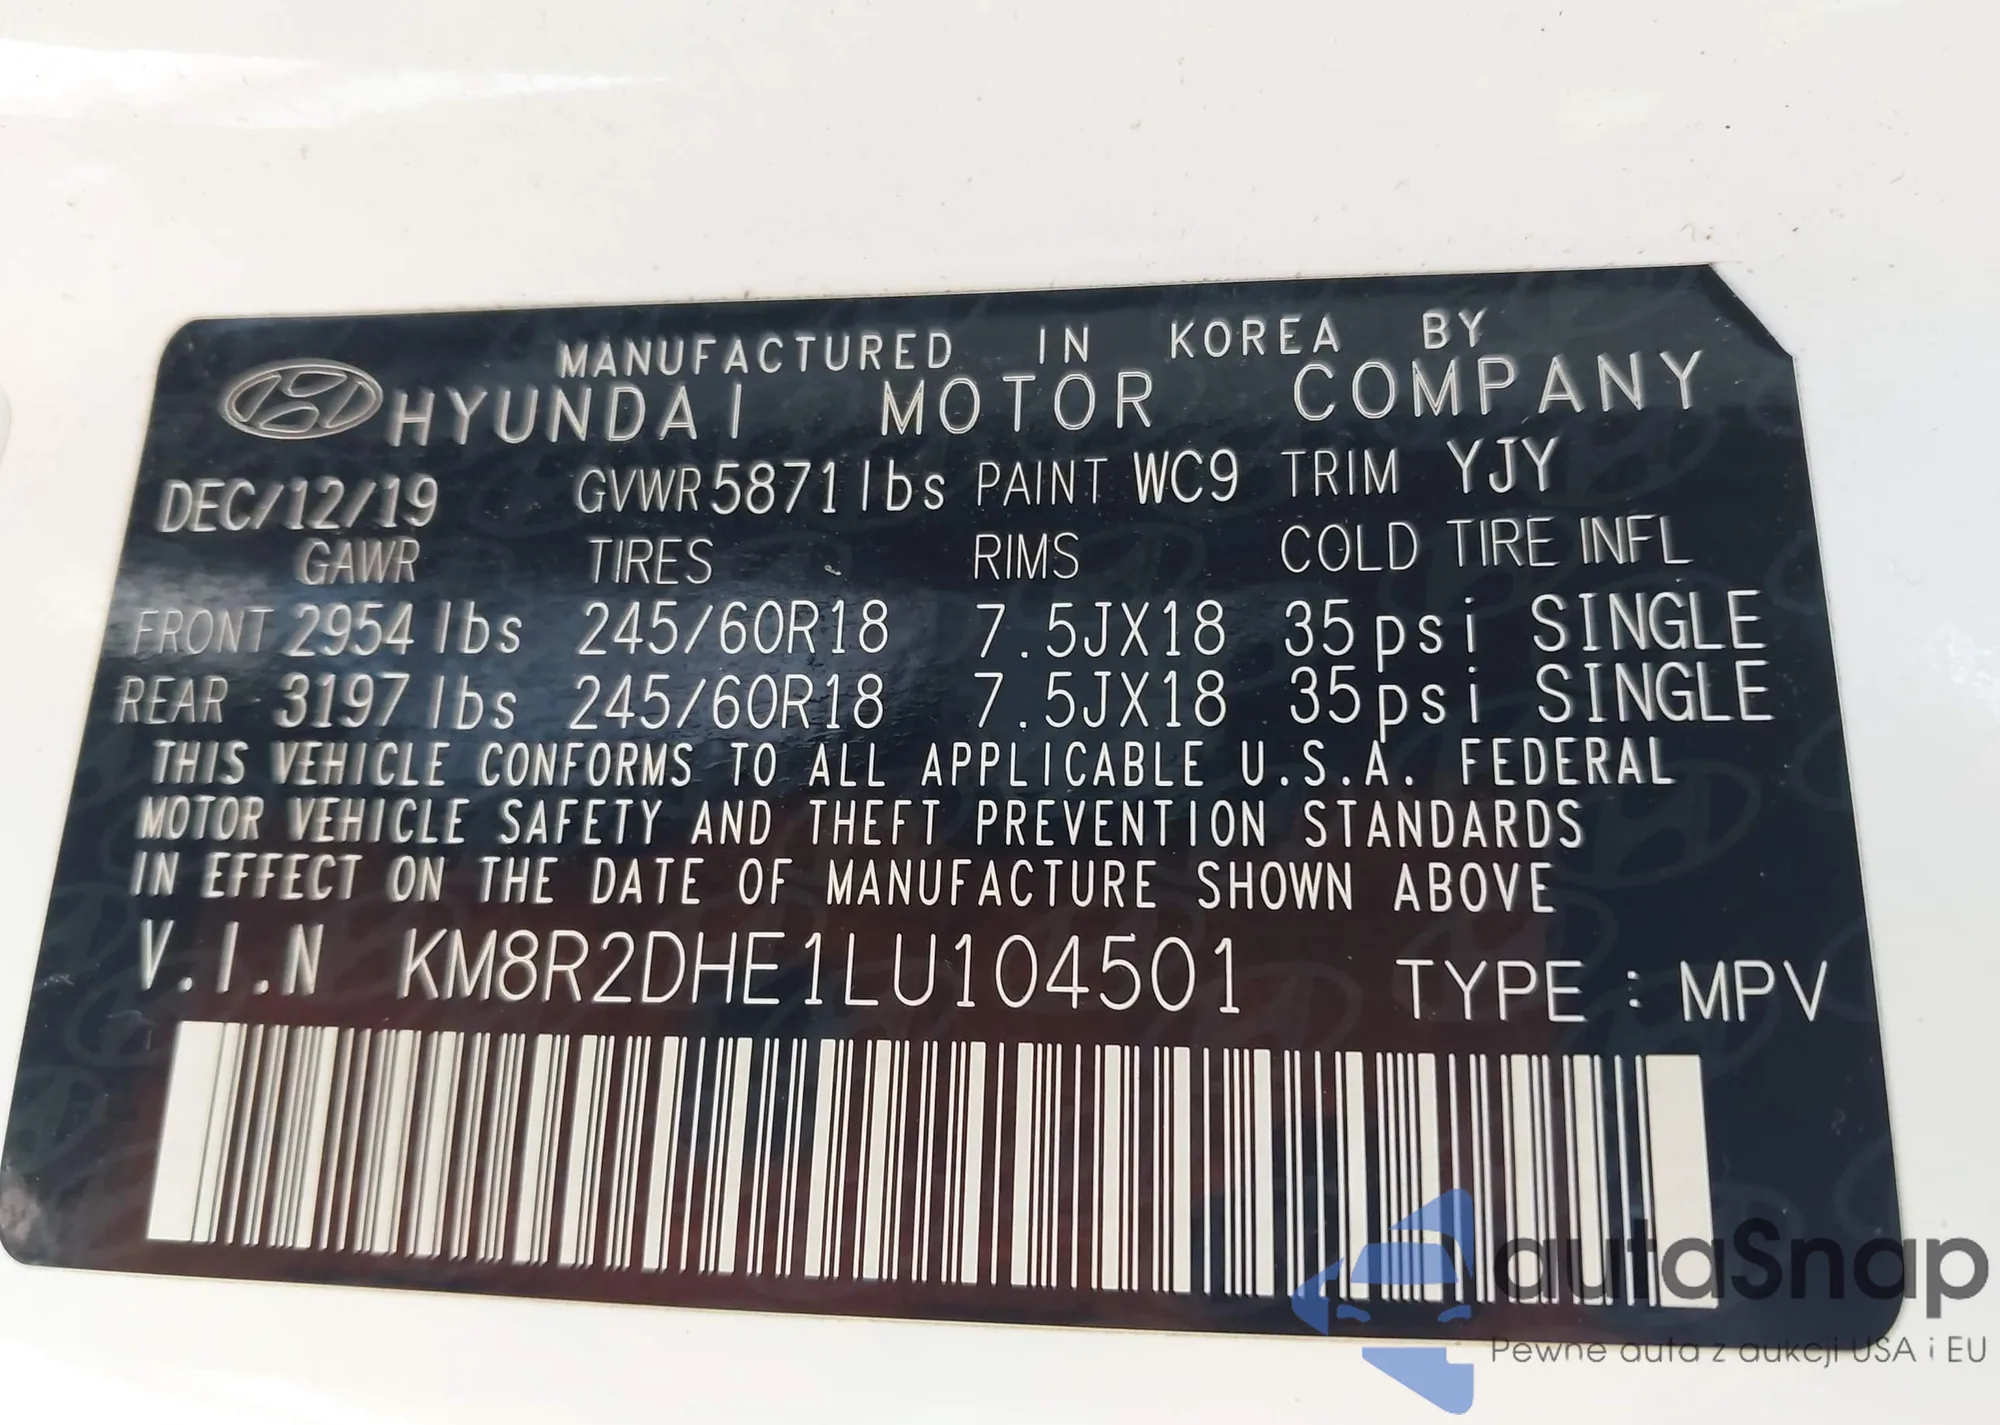 MANUFACTURED IN KOREA BY
HYUNDAI MOTOR COMPANY
DEC/12/19 GVWR 5871 lbs PAINT WC9 TRIM YJY
GAWR TIRES RIMS COLD TIRE INFL
FRONT 2954 lbs 245/60R18 7.5JX18 35psi SINGLE
REAR 3197 lbs 245/60R18 7.5JX18 35psi SINGLE
THIS VEHICLE CONFORMS TO ALL APPLICABLE U.S.A. FEDERAL
MOTOR VEHICLE SAFETY AND THEFT PREVENTION STANDARDS
IN EFFECT ON THE DATE OF MANUFACTURE SHOWN ABOVE
V.I.N KM8R2DHE1LU104501 TYPE : MPV
autaSnap
Pewne auta z aukcji USA i EU